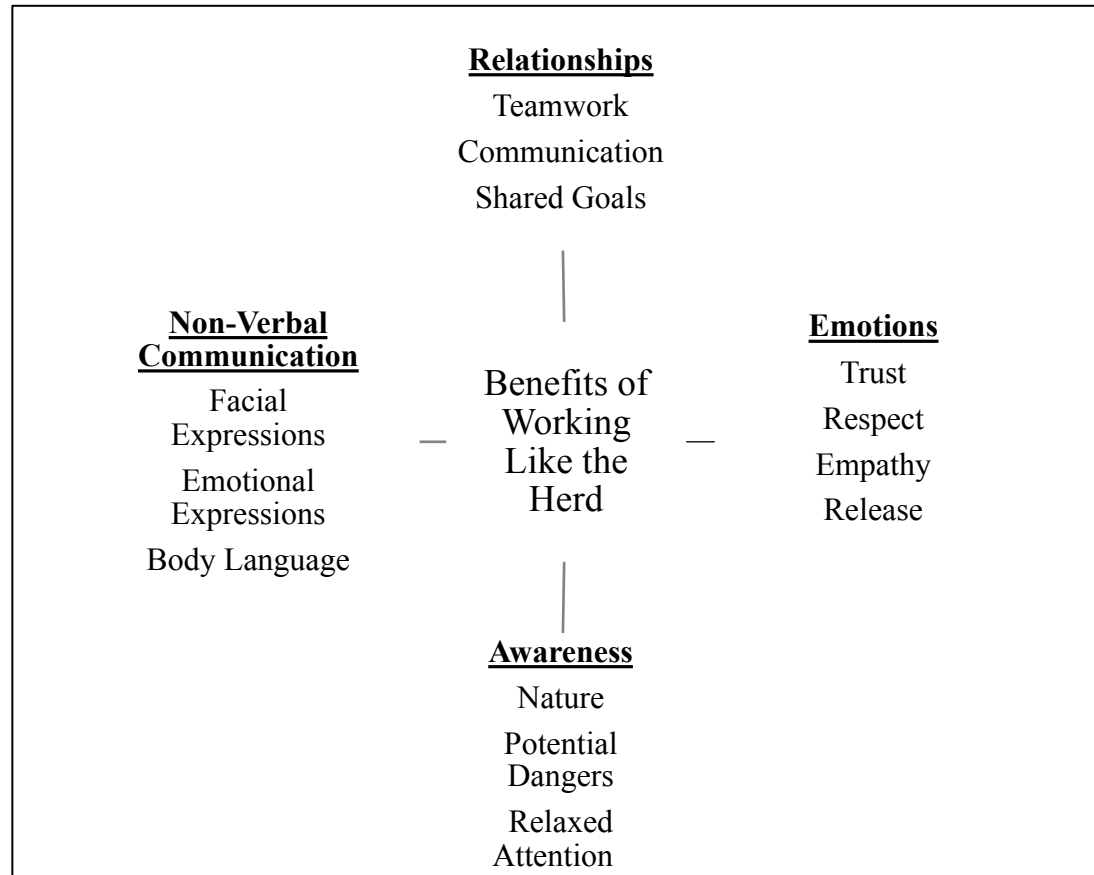 Relationships
Teamwork
Communication
Shared Goals
Non-Verbal
Communication
Facial
Expressions
Emotional
Expressions
Body Language
Benefits of
Working
Like the
Herd
Emotions
Trust
Respect
Empathy
Release
Awareness
Nature
Potential
Dangers
Relaxed
Attention